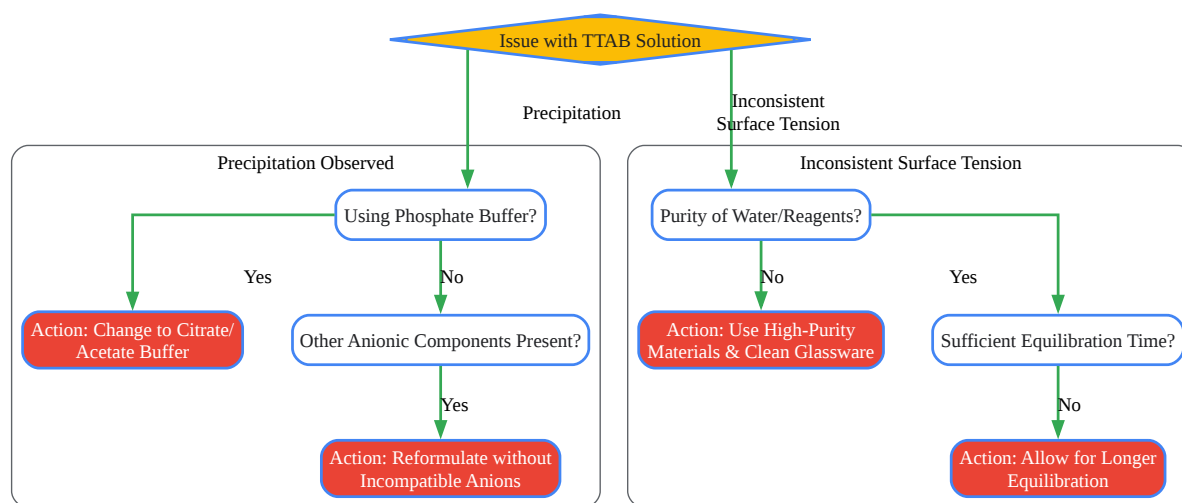 Issue with TTAB Solution
Precipitation
Inconsistent
Surface Tension
Precipitation Observed
Inconsistent Surface Tension
Using Phosphate Buffer?
Purity of Water/Reagents?
Yes
No
No
Yes
Action: Change to Citrate/
Acetate Buffer
Other Anionic Components Present?
Action: Use High-Purity
Materials & Clean Glassware
Sufficient Equilibration Time?
Yes
No
Action: Reformulate without
Incompatible Anions
Action: Allow for Longer
Equilibration